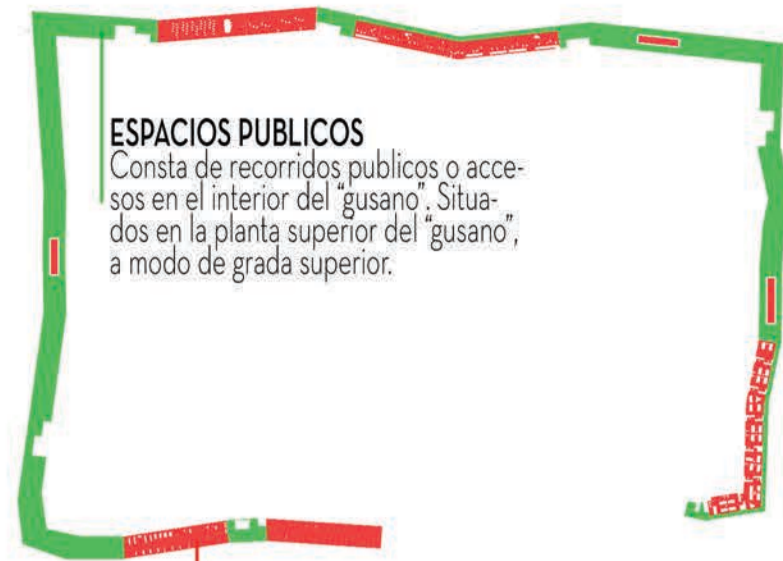 ESPACIOS PUBLICOS
Consta de recorridos publicos o acce-
sos en el interior del “gusano”. Situa-
dos en la planta superior del “gusano”,
a modo de grada superior.